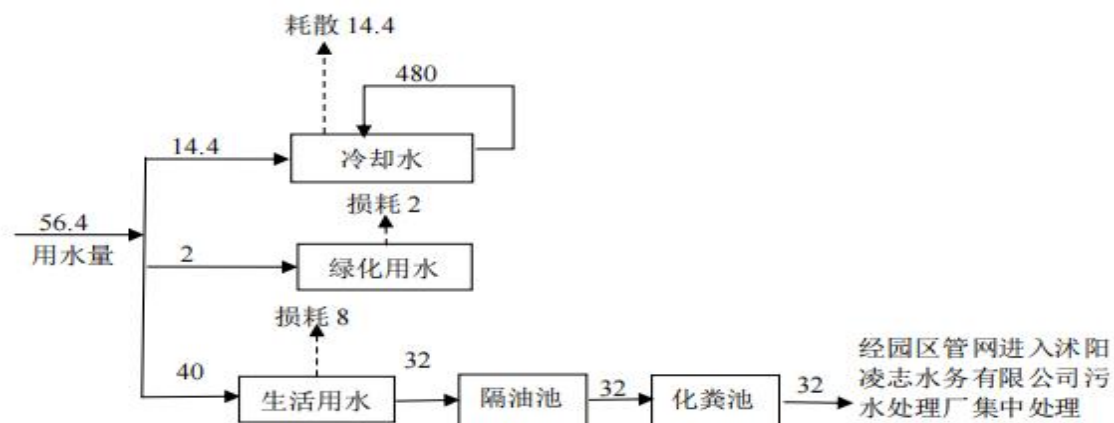 耗散 14.4
480
14.4
冷却水
损耗 2
56.4
用水量
2
绿化用水
损耗 8
40
生活用水
32
隔油池
32
化粪池
32
经园区管网进入沭阳
凌志水务有限公司污
水处理厂集中处理